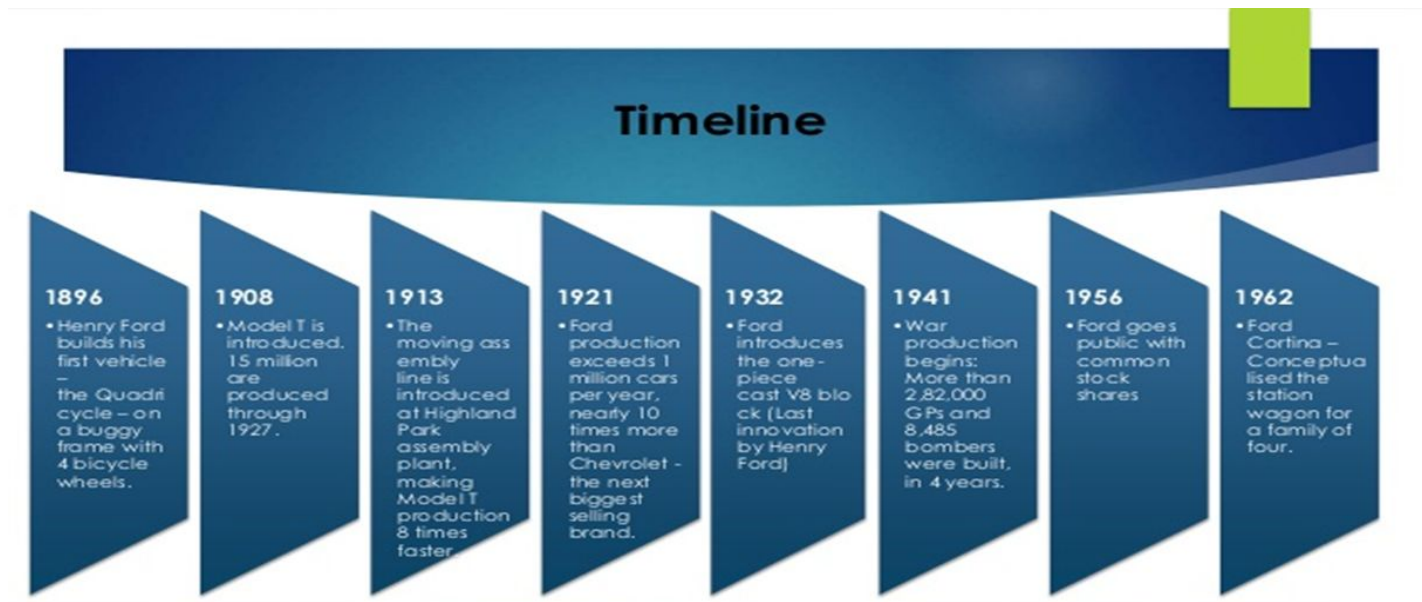 Timeline
1896
•Henry Ford
builds his
first vehicle
–
the Quadri
cycle – on
a buggy
frame with
4 bicycle
wheels.
1908
•Model T is
introduced.
15 million
are
produced
through
1927.
1913
•The
moving ass
embly
line is
introduced
at Highland
Park
assembly
plant,
making
Model T
production
8 times
faster
1921
•Ford
production
exceeds 1
million cars
per year,
nearly 10
times more
than
Chevrolet -
the next
biggest
selling
brand.
1932
•Ford
introduces
the one-
piece
cast V8 blo
ck (Last
innovation
by Henry
Ford)
1941
•War
production
begins:
More than
2,82,000
GPs and
8,485
bombers
were built,
in 4 years.
1956
•Ford goes
public with
common
stock
shares
1962
•Ford
Cortina –
Conceptua
lised the
station
wagon for
a family of
four.